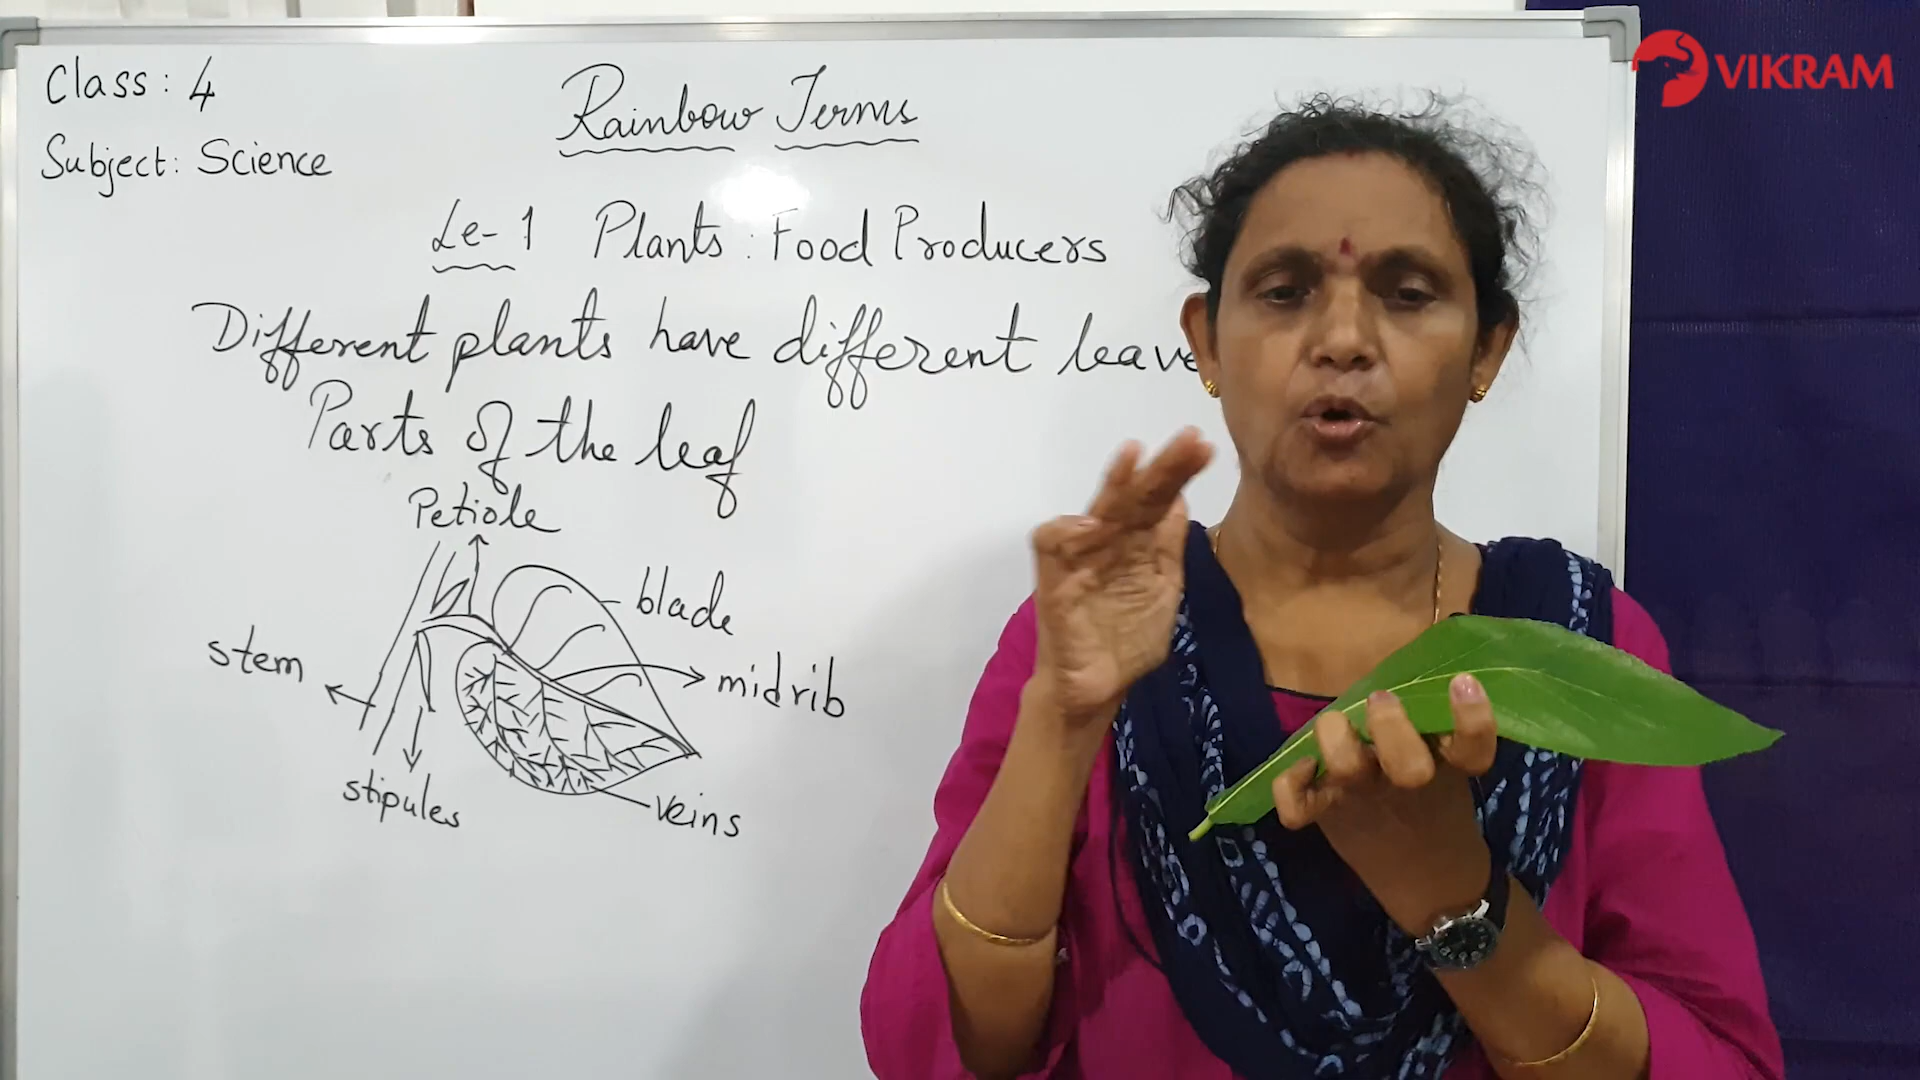 VIKRAM
Class: 4
Subject: Science
Rainbow Terms
Le-1 Plants: Food Producers
Different plants have different leave
Parts of the leaf
Petiole
blade
stem
midrib
stipules
veins